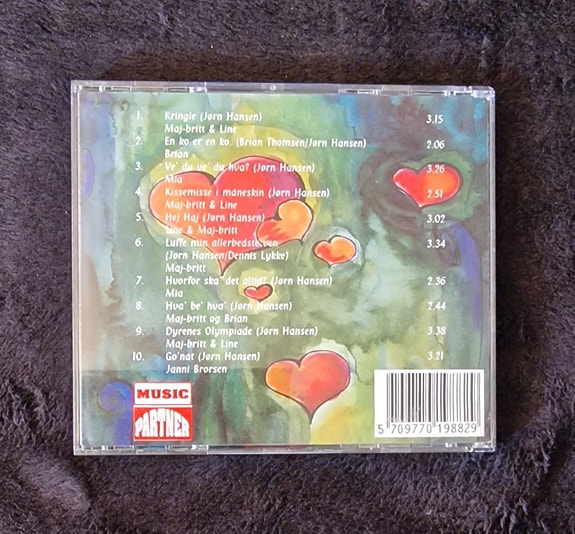 1. Kringle (Jørn Hansen) 3.15
Maj-britt & Line
2. En ko er en ko. (Brian Thomsen/Jørn Hansen) 2.06
Brian
3. Ve' du ve' du hva? (Jørn Hansen) 3.26
Mia
4. Kissemisse i måneskin (Jørn Hansen) 2.51
Maj-britt & Line
5. Hej Haj (Jørn Hansen) 3.02
Line & Maj-britt
6. Luffe min allerbedste ven 3.34
(Jørn Hansen/Dennis Lykke)
Maj-britt
7. Hvorfor ska' det altid? (Jørn Hansen) 2.36
Mia
8. Hva' be' hva' (Jørn Hansen) 2.44
Maj-britt og Brian
9. Dyrenes Olympiade (Jørn Hansen) 3.38
Maj-britt & Line
10. Go'nat (Jørn Hansen) 3.21
Janni Brorsen
MUSIC
PARTNER
5 709770 198829